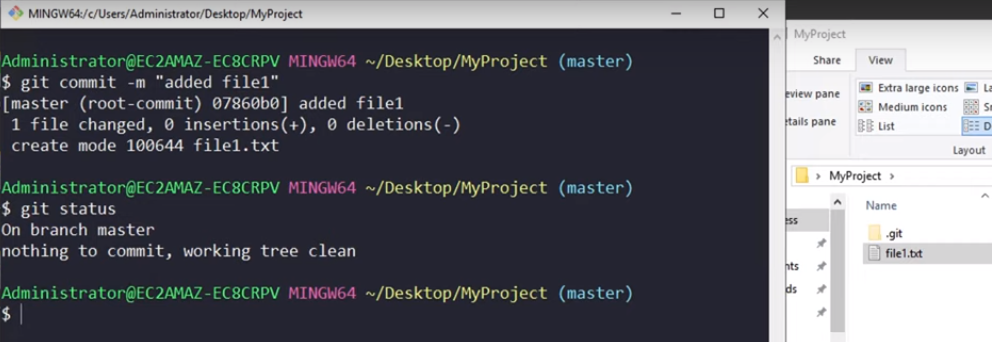 MINGW64:/c/Users/Administrator/Desktop/MyProject
Administrator@EC2AMAZ-EC8CRPV MINGW64 ~/Desktop/MyProject (master)
$ git commit -m "added file1"
[master (root-commit) 07860b0] added file1
1 file changed, 0 insertions(+), 0 deletions(-)
create mode 100644 file1.txt
Administrator@EC2AMAZ-EC8CRPV MINGW64 ~/Desktop/MyProject (master)
$ git status
On branch master
nothing to commit, working tree clean
Administrator@EC2AMAZ-EC8CRPV MINGW64 ~/Desktop/MyProject (master)
$
MyProject
Share View
eview pane
Extra large icons
Medium icons
etails pane
List
Layout
MyProject
Name
.git
file1.txt